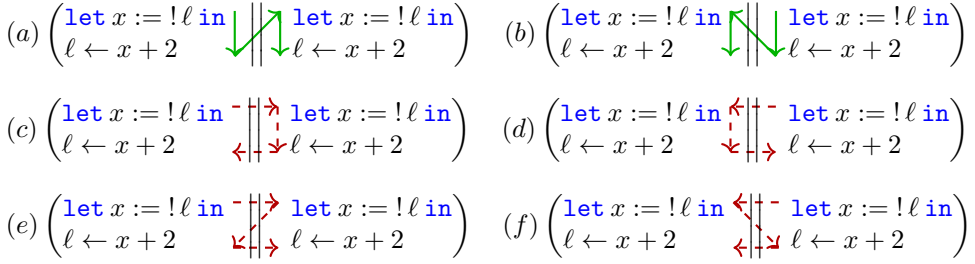 (a) ( let x := ! ℓ in || let x := ! ℓ in ) (b) ( let x := ! ℓ in || let x := ! ℓ in )
ℓ ← x + 2 ℓ ← x + 2 ℓ ← x + 2 ℓ ← x + 2
(c) ( let x := ! ℓ in || let x := ! ℓ in ) (d) ( let x := ! ℓ in || let x := ! ℓ in )
ℓ ← x + 2 ℓ ← x + 2 ℓ ← x + 2 ℓ ← x + 2
(e) ( let x := ! ℓ in || let x := ! ℓ in ) (f) ( let x := ! ℓ in || let x := ! ℓ in )
ℓ ← x + 2 ℓ ← x + 2 ℓ ← x + 2 ℓ ← x + 2